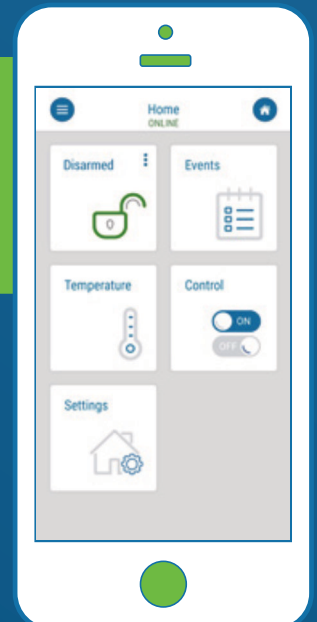 Home
ONLINE
Disarmed
Events
Temperature
Control
ON
OFF
Settings